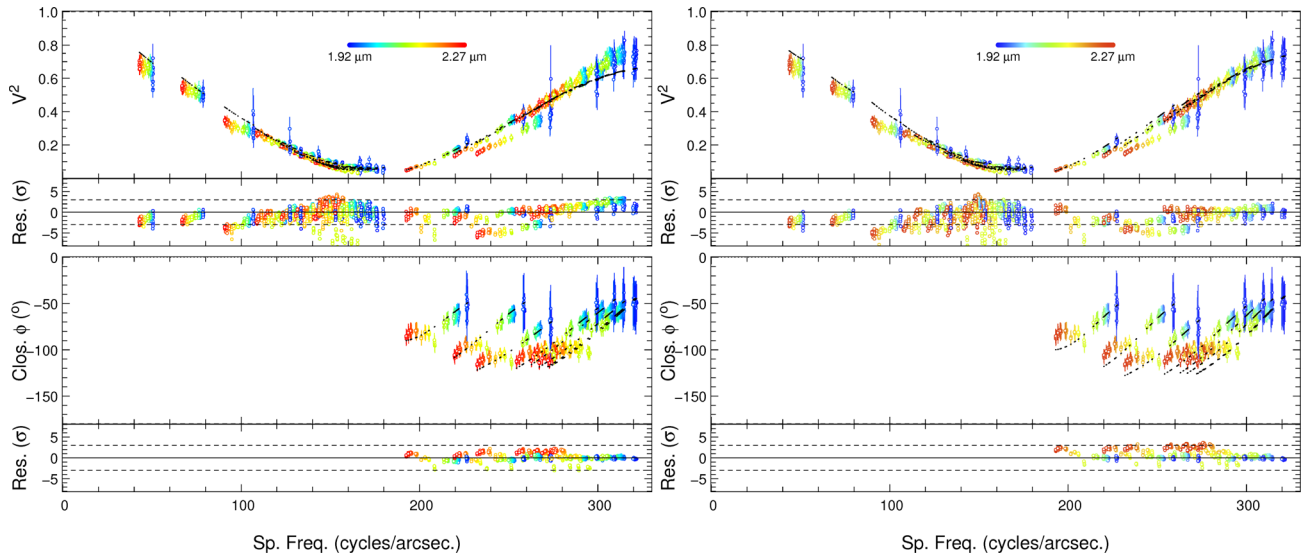 1.0
0.8
0.6
0.4
0.2
V²
1.92 µm 2.27 µm
5
0
−5
Res. (σ)
0
−50
−100
−150
Clos. ϕ (°)
5
0
−5
Res. (σ)
0 100 200 300
Sp. Freq. (cycles/arcsec.)
1.0
0.8
0.6
0.4
0.2
V²
1.92 µm 2.27 µm
5
0
−5
Res. (σ)
0
−50
−100
−150
Clos. ϕ (°)
5
0
−5
Res. (σ)
0 100 200 300
Sp. Freq. (cycles/arcsec.)